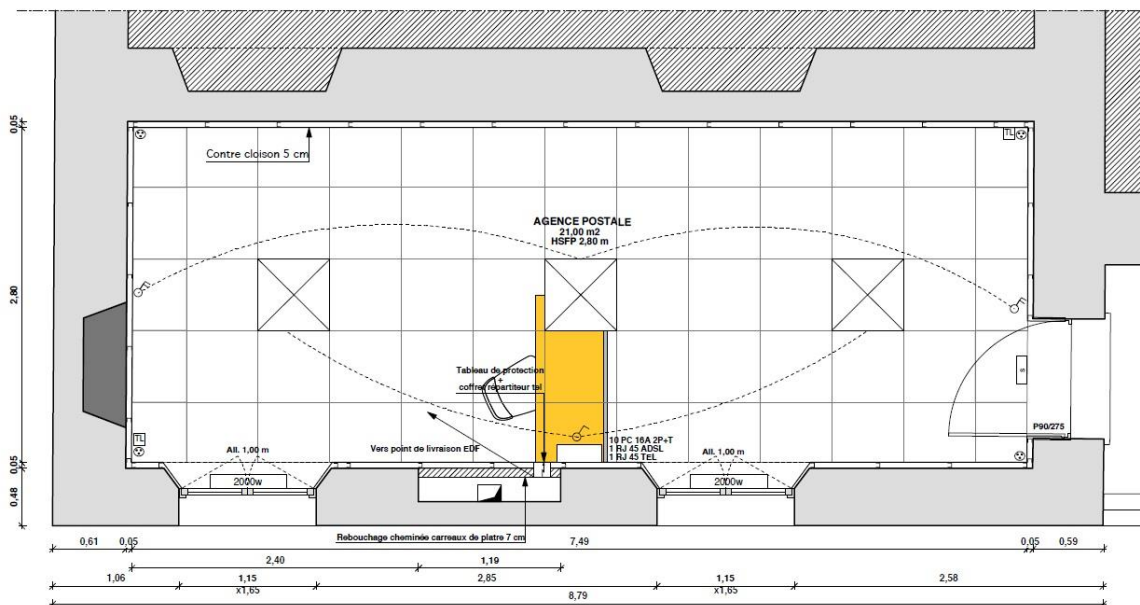 0,05
TL
Contre cloison 5 cm
AGENCE POSTALE
21,00 m2
HSFP 2,80 m
2,80
Tableau de protection
coffret répartiteur tel
S
P90/275
TL
All. 1,00 m
Vers point de livraison EDF
10 PC 16A 2P+T
1 RJ 45 ADSL
1 RJ 45 TéL
All. 1,00 m
0,05
2000w
2000w
0,48
Rebouchage cheminée carreaux de platre 7 cm
0,61
0,05
7,49
0,05
0,59
2,40
1,19
1,06
1,15
x1,65
2,85
1,15
x1,65
2,58
8,79